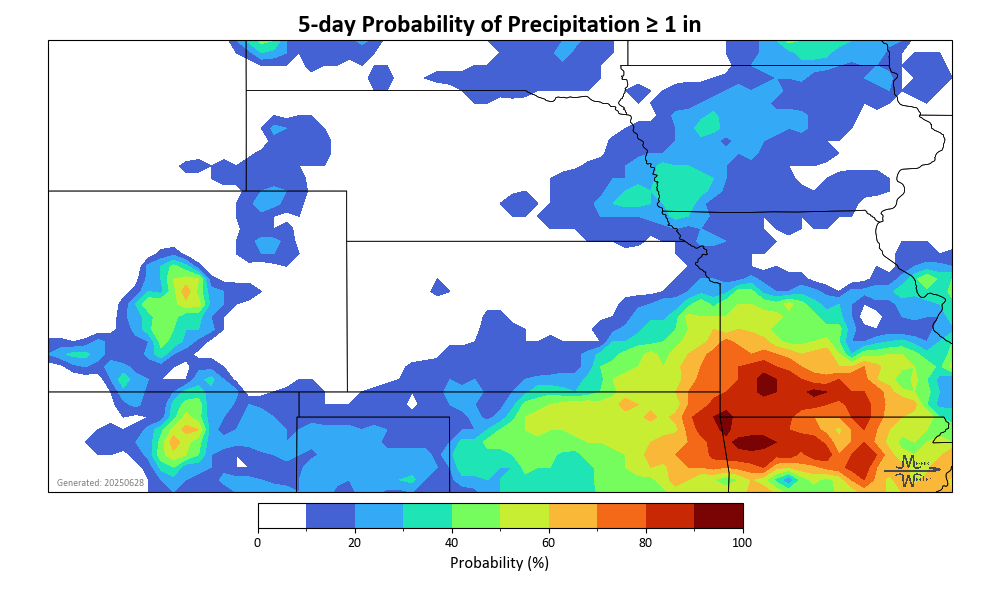 5-day Probability of Precipitation ≥ 1 in
Generated: 20250628
0 20 40 60 80 100
Probability (%)